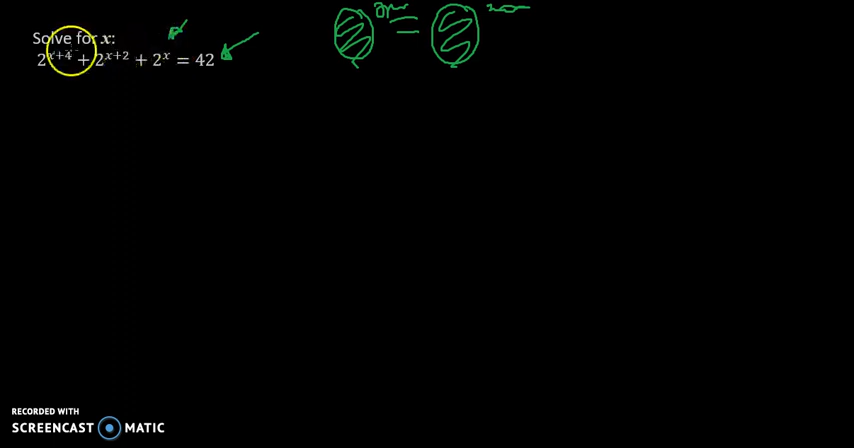 Solve for x:
2^{x+4} + 2^{x+2} + 2^x = 42
RECORDED WITH
SCREENCAST MATIC